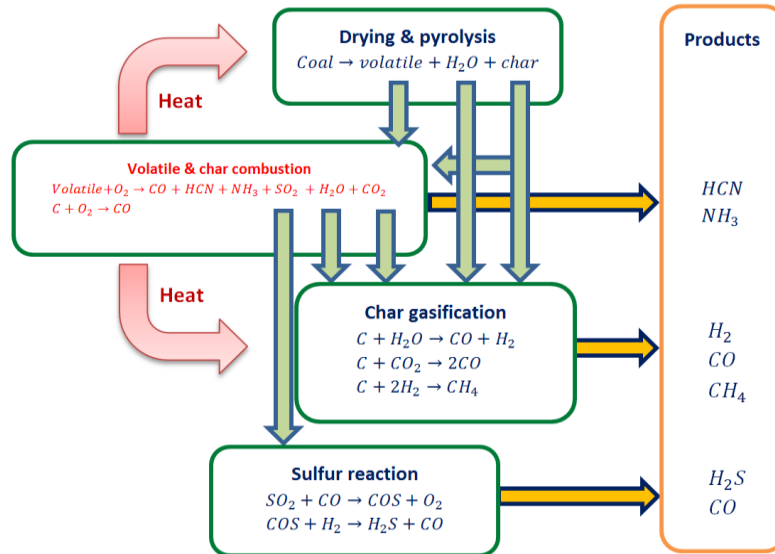 Drying & pyrolysis
Coal → volatile + H₂O + char
Products
Heat
Volatile & char combustion
Volatile+O₂ → CO + HCN + NH₃ + SO₂ + H₂O + CO₂
C + O₂ → CO
HCN
NH₃
Heat
Char gasification
C + H₂O → CO + H₂
C + CO₂ → 2CO
C + 2H₂ → CH₄
H₂
CO
CH₄
Sulfur reaction
SO₂ + CO → COS + O₂
COS + H₂ → H₂S + CO
H₂S
CO